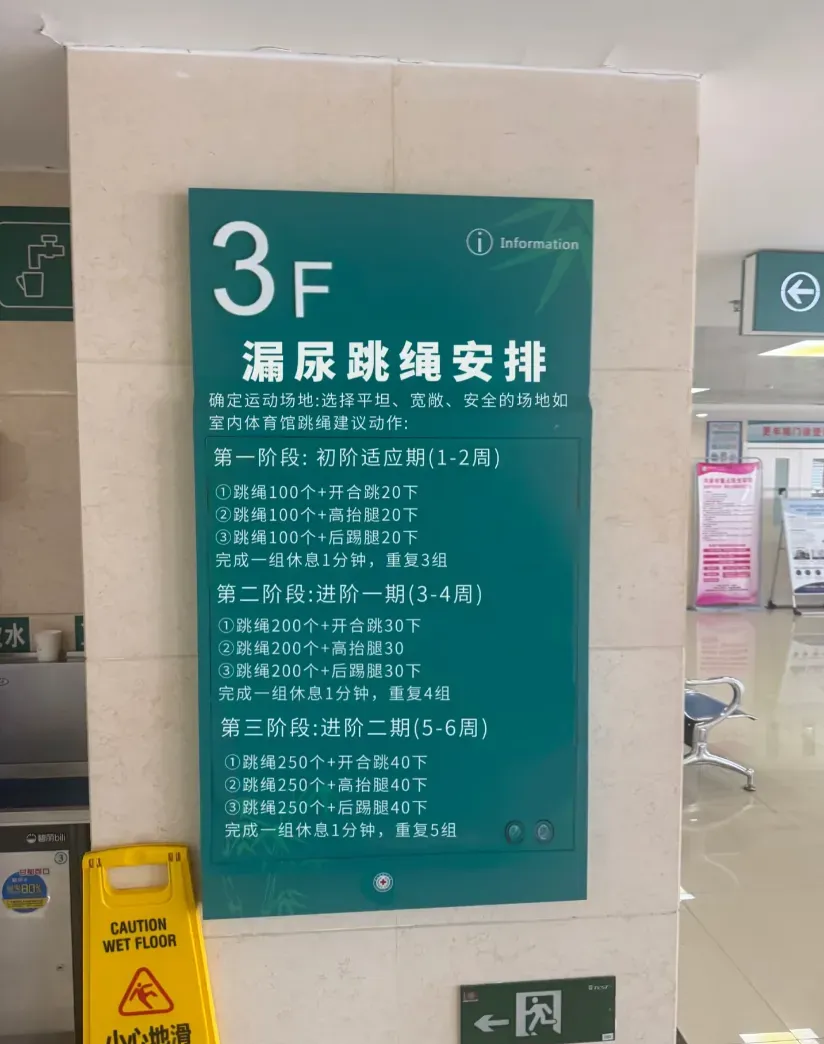 3F
Information
漏尿跳绳安排
确定运动场地:选择平坦、宽敞、安全的场地如
室内体育馆跳绳建议动作:
第一阶段: 初阶适应期(1-2周)
①跳绳100个+开合跳20下
②跳绳100个+高抬腿20下
③跳绳100个+后踢腿20下
完成一组休息1分钟，重复3组
第二阶段:进阶一期(3-4周)
①跳绳200个+开合跳30下
②跳绳200个+高抬腿30
③跳绳200个+后踢腿30下
完成一组休息1分钟，重复4组
第三阶段:进阶二期(5-6周)
①跳绳250个+开合跳40下
②跳绳250个+高抬腿40下
③跳绳250个+后踢腿40下
完成一组休息1分钟，重复5组
水
③
CAUTION
WET FLOOR
小心地滑